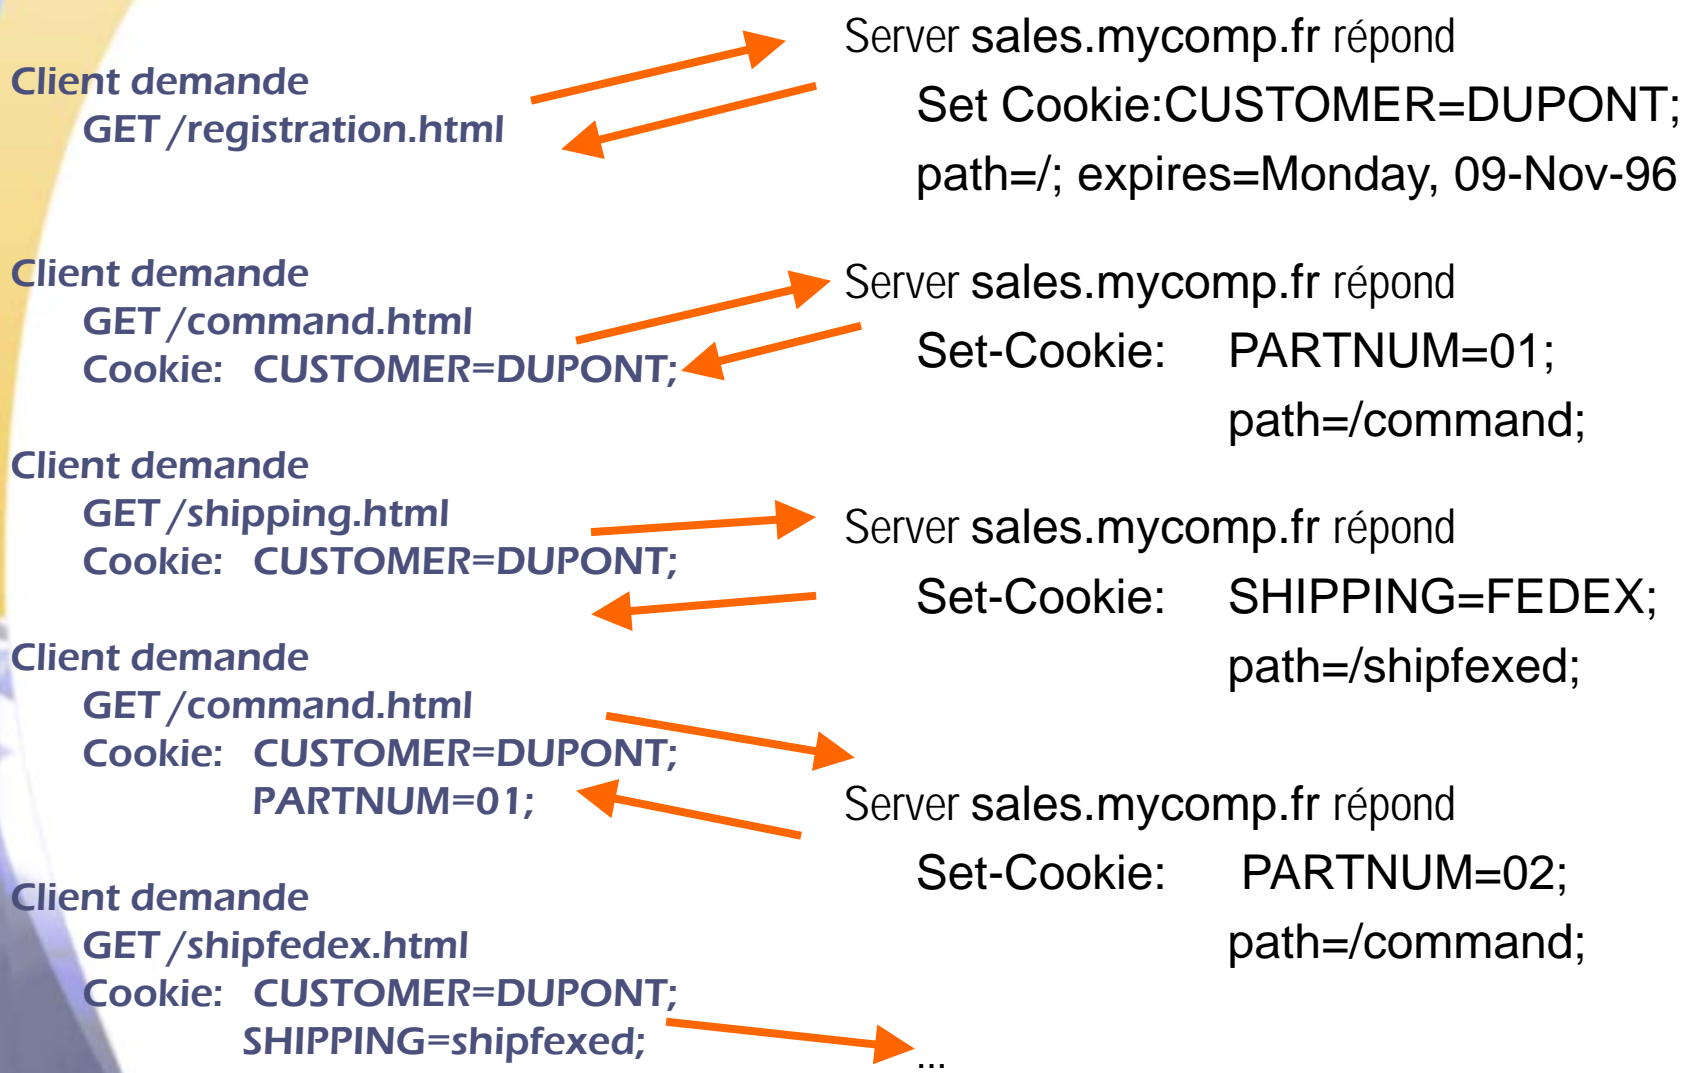 Client demande
GET /registration.html
Server sales.mycomp.fr répond
Set Cookie:CUSTOMER=DUPONT;
path=/; expires=Monday, 09-Nov-96
Client demande
GET /command.html
Cookie: CUSTOMER=DUPONT;
Server sales.mycomp.fr répond
Set-Cookie: PARTNUM=01;
path=/command;
Client demande
GET /shipping.html
Cookie: CUSTOMER=DUPONT;
Server sales.mycomp.fr répond
Set-Cookie: SHIPPING=FEDEX;
path=/shipfexed;
Client demande
GET /command.html
Cookie: CUSTOMER=DUPONT;
PARTNUM=01;
Server sales.mycomp.fr répond
Set-Cookie: PARTNUM=02;
path=/command;
Client demande
GET /shipfedex.html
Cookie: CUSTOMER=DUPONT;
SHIPPING=shipfexed;
...